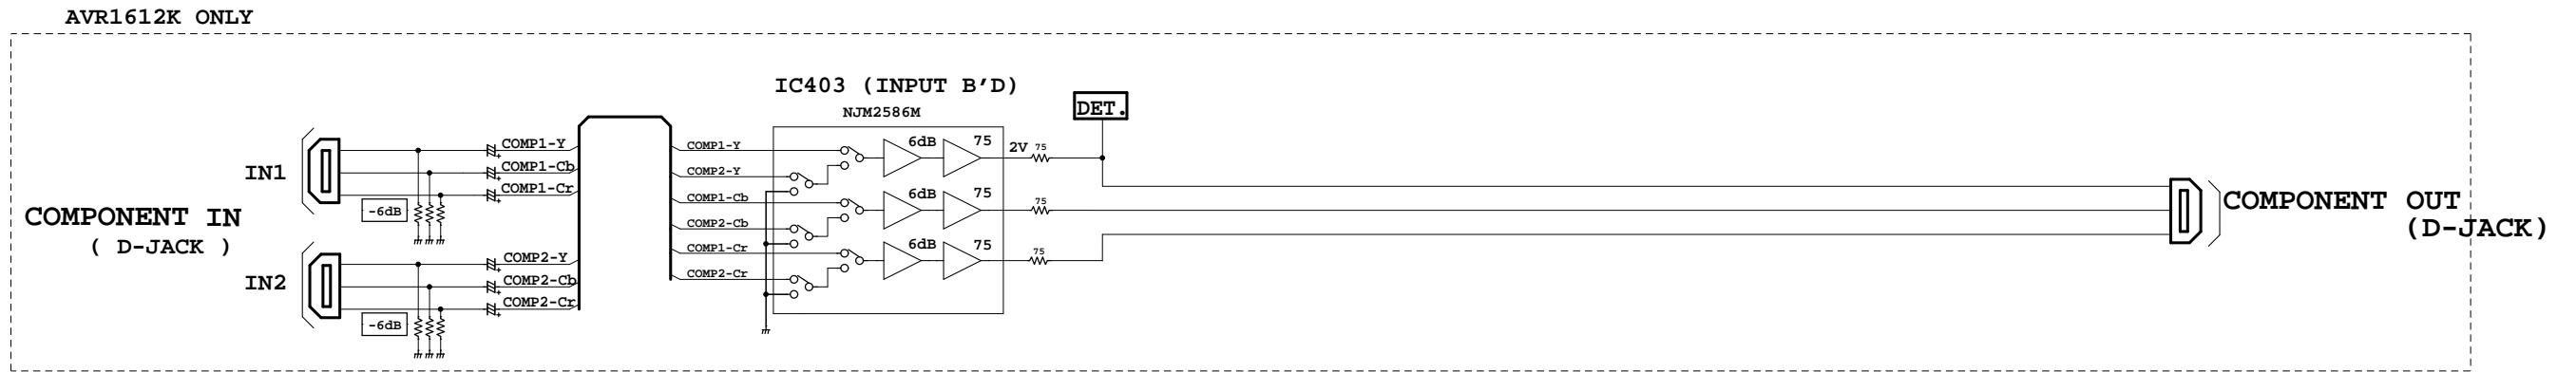 AVR1612K ONLY
IC403 (INPUT B'D)
NJM2586M
DET.
IN1
COMP1-Y
COMP1-Cb
COMP1-Cr
-6dB
COMPONENT IN
( D-JACK )
IN2
COMP2-Y
COMP2-Cb
COMP2-Cr
-6dB
COMP1-Y
COMP2-Y
COMP1-Cb
COMP2-Cb
COMP1-Cr
COMP2-Cr
6dB 75 2V 75
6dB 75 75
6dB 75 75
COMPONENT OUT
(D-JACK)